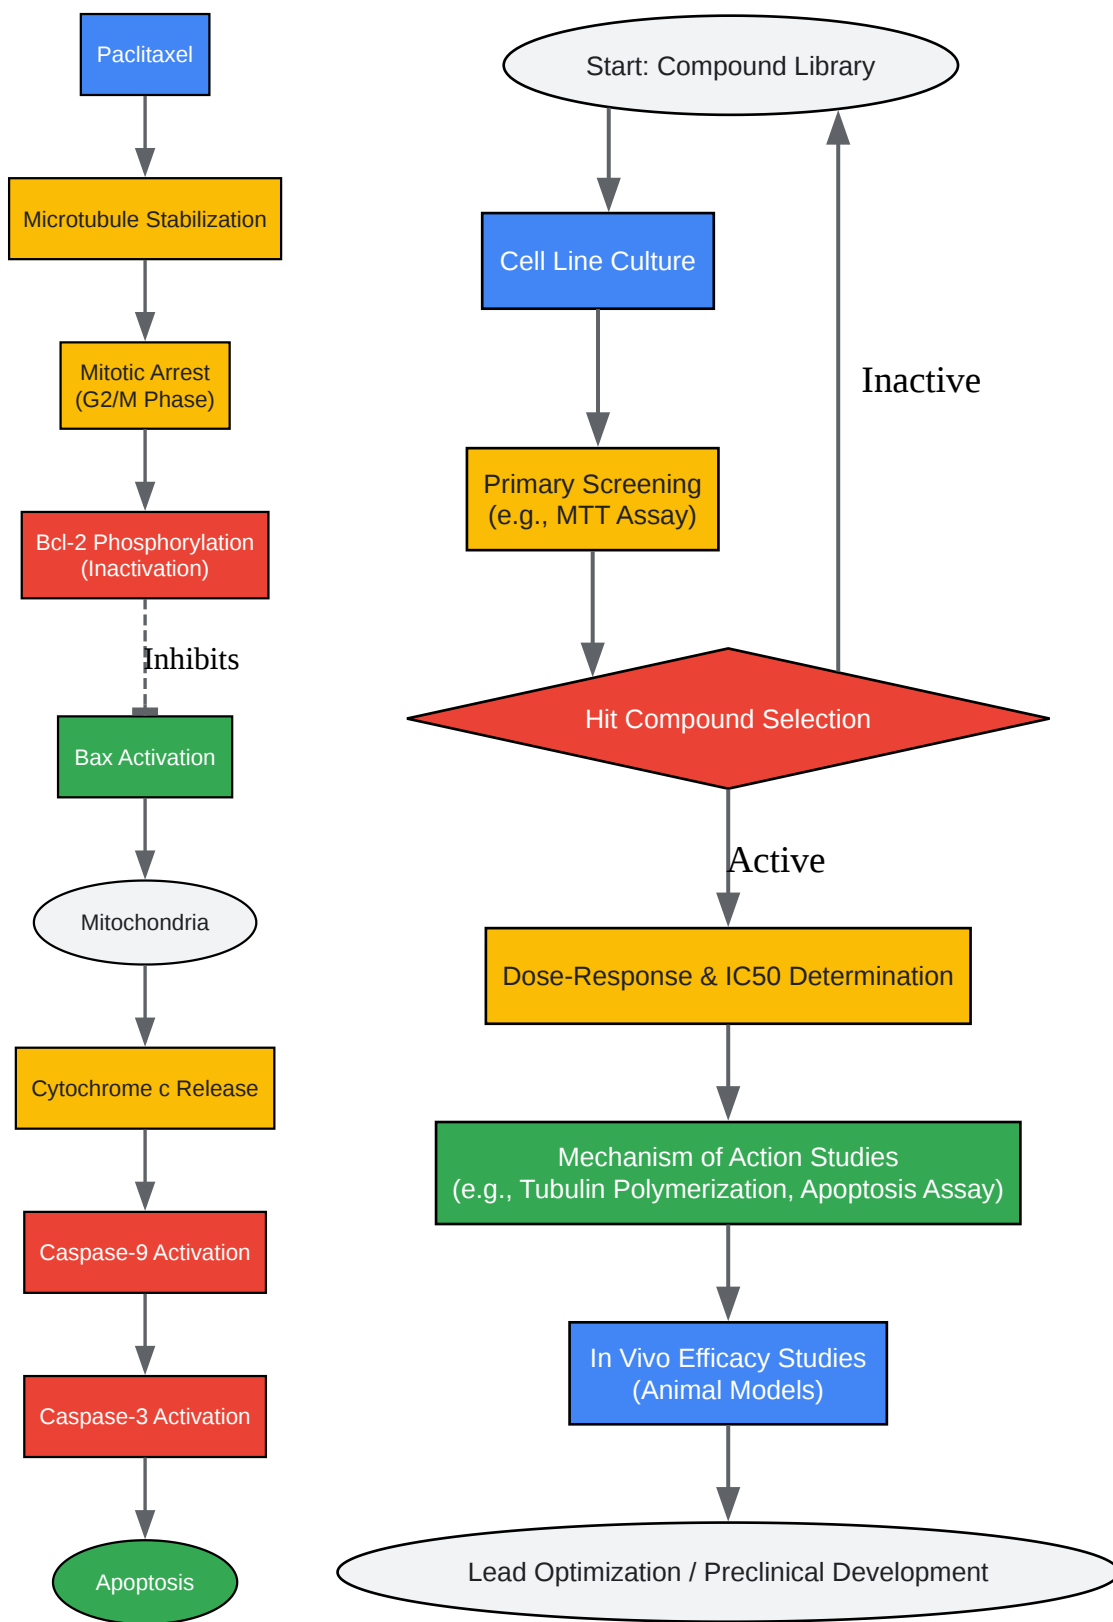 Paclitaxel
Microtubule Stabilization
Mitotic Arrest
(G2/M Phase)
Bcl-2 Phosphorylation
(Inactivation)
Inhibits
Bax Activation
Mitochondria
Cytochrome c Release
Caspase-9 Activation
Caspase-3 Activation
Apoptosis
Start: Compound Library
Cell Line Culture
Inactive
Primary Screening
(e.g., MTT Assay)
Hit Compound Selection
Active
Dose-Response & IC50 Determination
Mechanism of Action Studies
(e.g., Tubulin Polymerization, Apoptosis Assay)
In Vivo Efficacy Studies
(Animal Models)
Lead Optimization / Preclinical Development